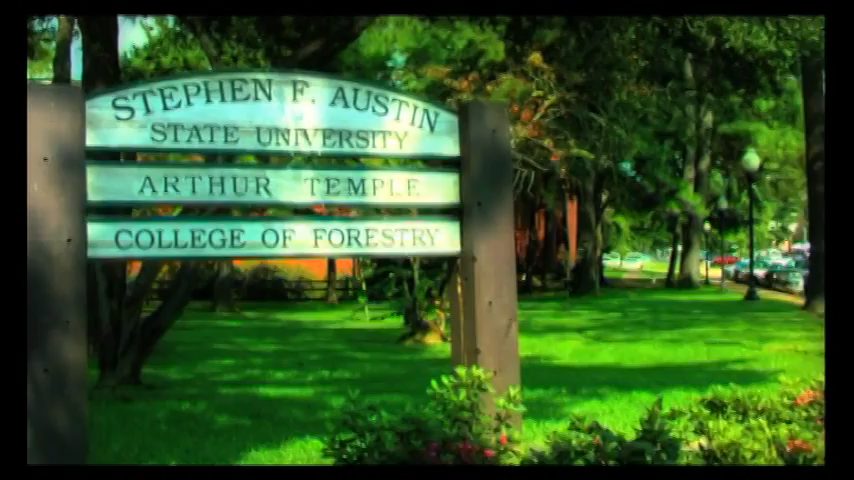 STEPHEN F. AUSTIN
STATE UNIVERSITY
ARTHUR TEMPLE
COLLEGE OF FORESTRY